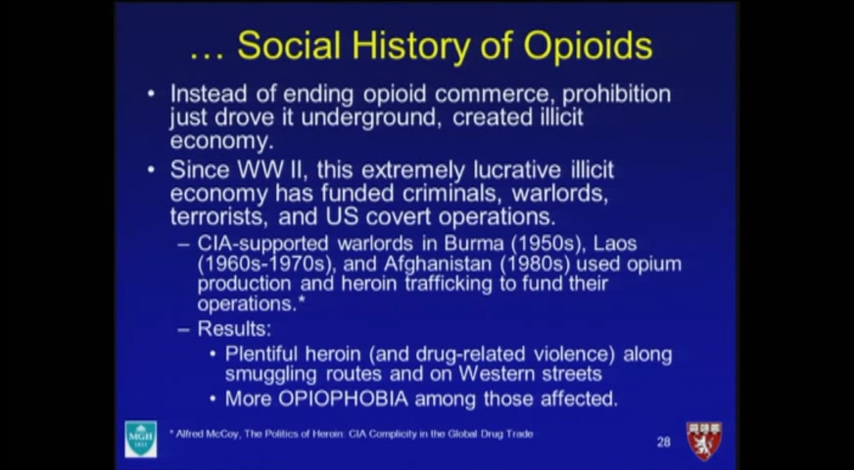 ... Social History of Opioids
• Instead of ending opioid commerce, prohibition
just drove it underground, created illicit
economy.
• Since WW II, this extremely lucrative illicit
economy has funded criminals, warlords,
terrorists, and US covert operations.
– CIA-supported warlords in Burma (1950s), Laos
(1960s-1970s), and Afghanistan (1980s) used opium
production and heroin trafficking to fund their
operations.*
– Results:
• Plentiful heroin (and drug-related violence) along
smuggling routes and on Western streets
• More OPIOPHOBIA among those affected.
MGH
1811
* Alfred McCoy, The Politics of Heroin: CIA Complicity in the Global Drug Trade
28